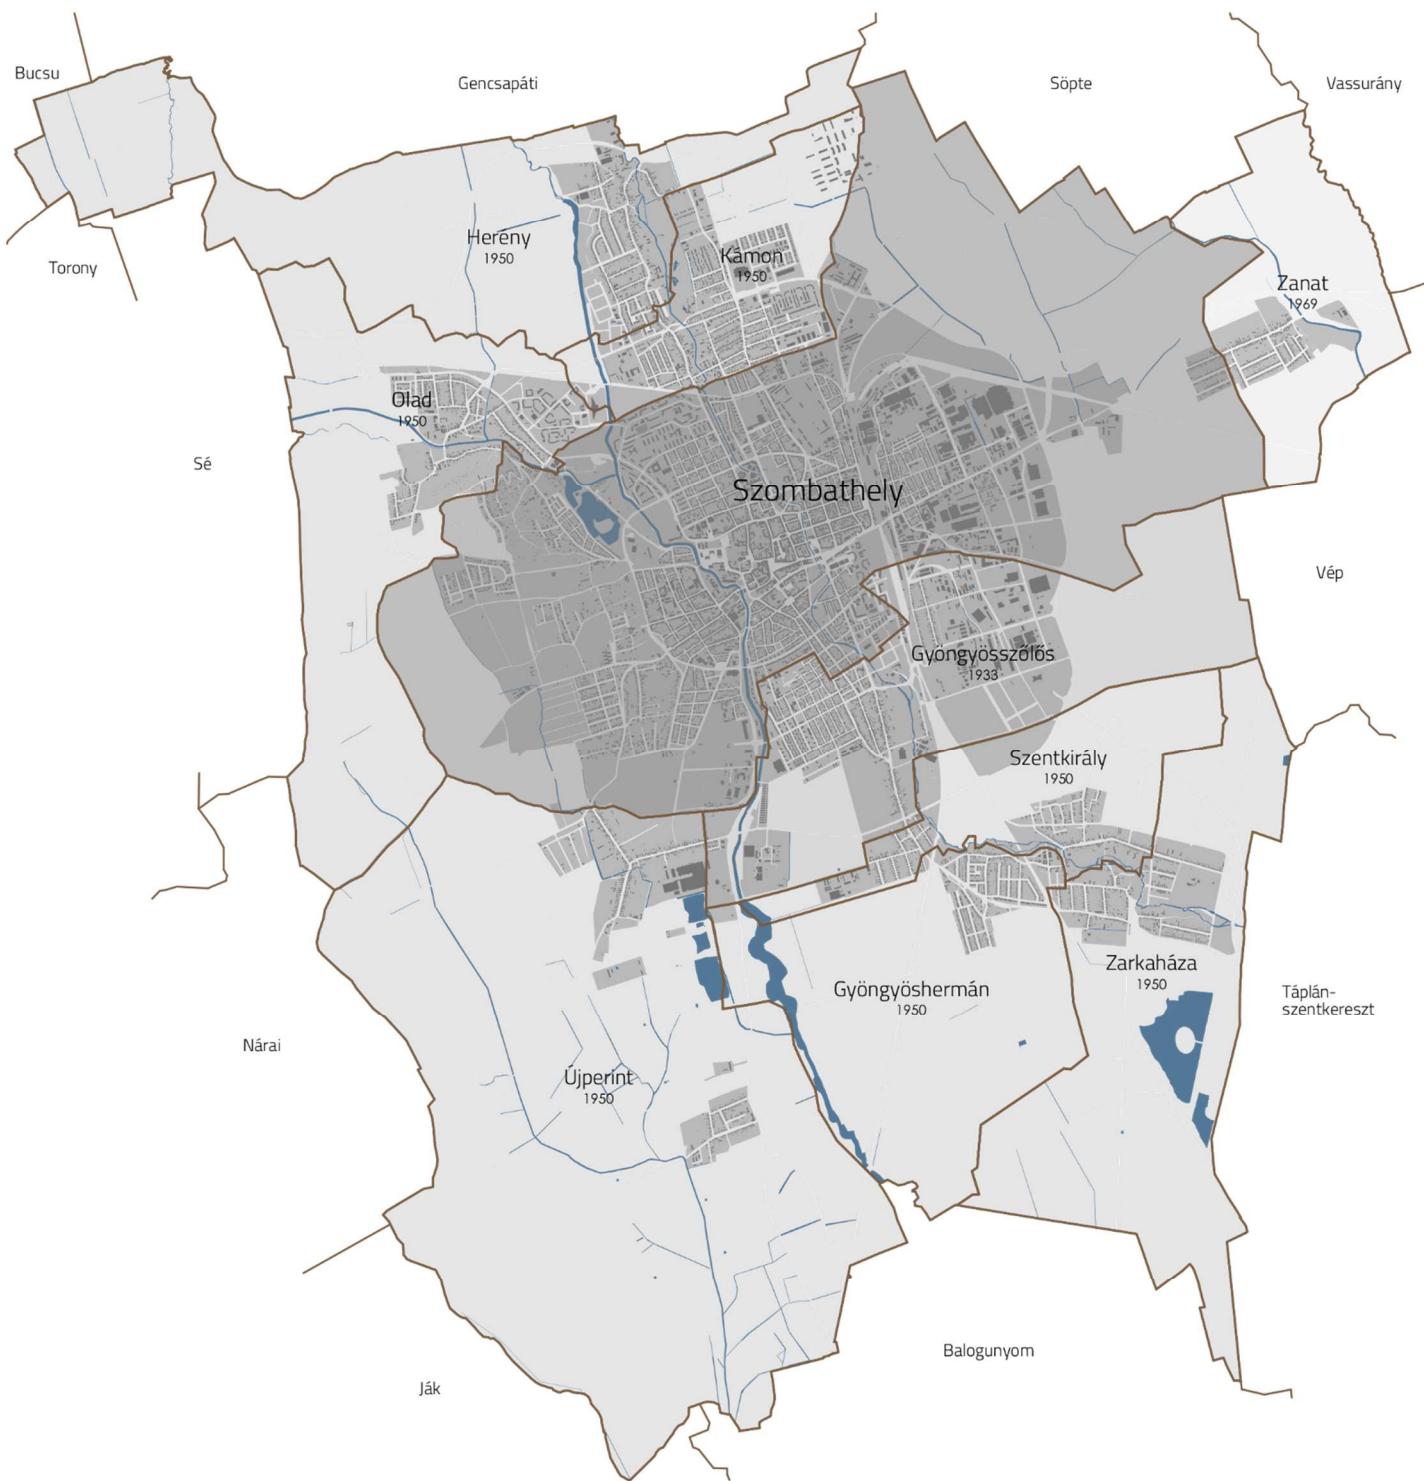 Bucsu
Gencsapáti
Söpte
Vassurány
Torony
Herény
1950
Kámon
1950
Zanat
1969
Olad
1950
Sé
Szombathely
Vép
Gyöngyösszőlős
1933
Szentkirály
1950
Zarkaháza
1950
Gyöngyöshermán
1950
Táplán-
szentkereszt
Nárai
Újperint
1950
Balogunyom
Ják